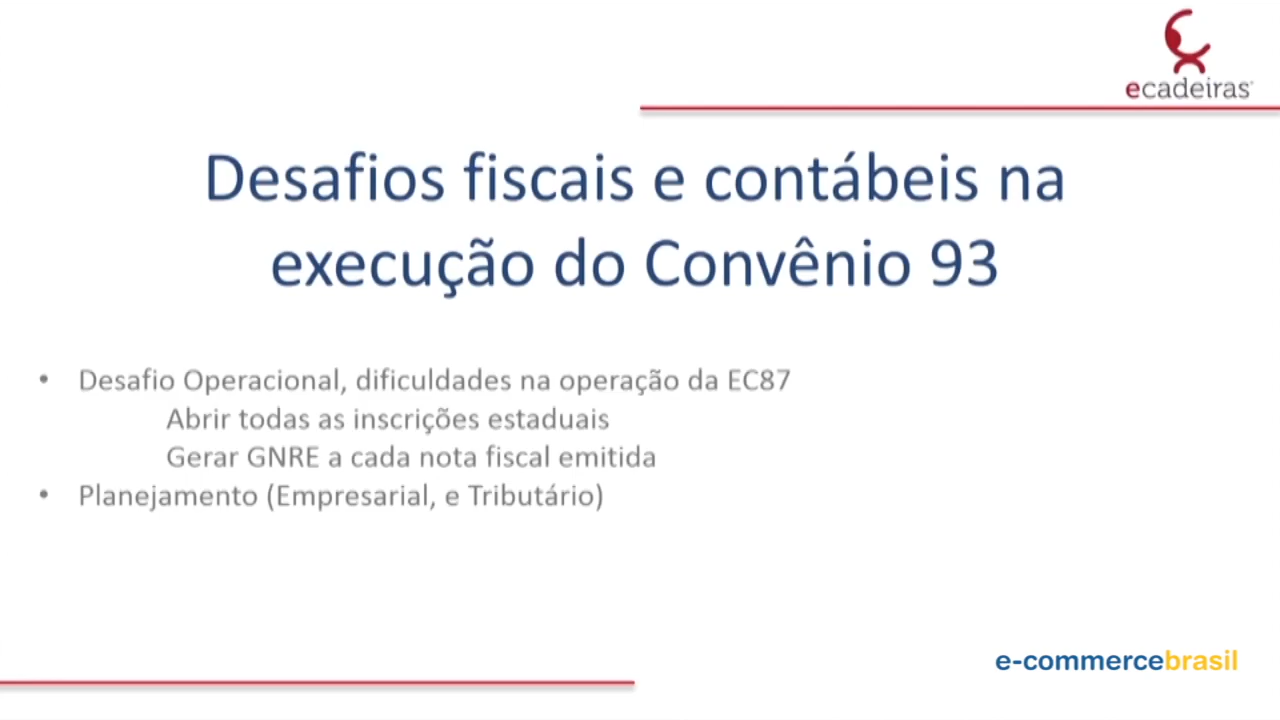 ecadeiras
Desafios fiscais e contábeis na
execução do Convênio 93
• Desafio Operacional, dificuldades na operação da EC87
Abrir todas as inscrições estaduais
Gerar GNRE a cada nota fiscal emitida
• Planejamento (Empresarial, e Tributário)
e-commercebrasil